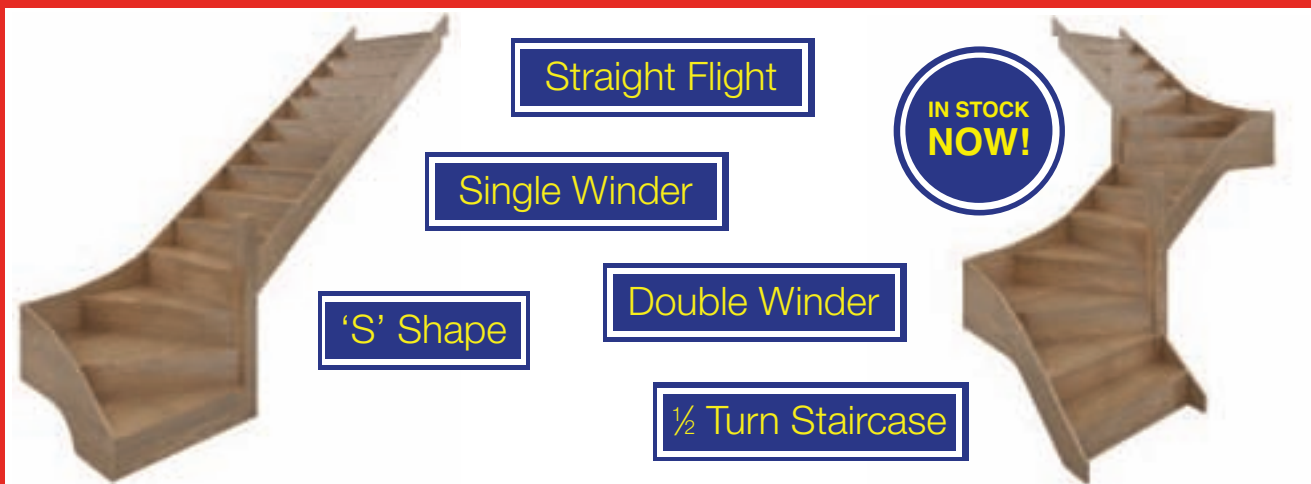 Straight Flight
IN STOCK
NOW!
Single Winder
Double Winder
‘S’ Shape
½ Turn Staircase